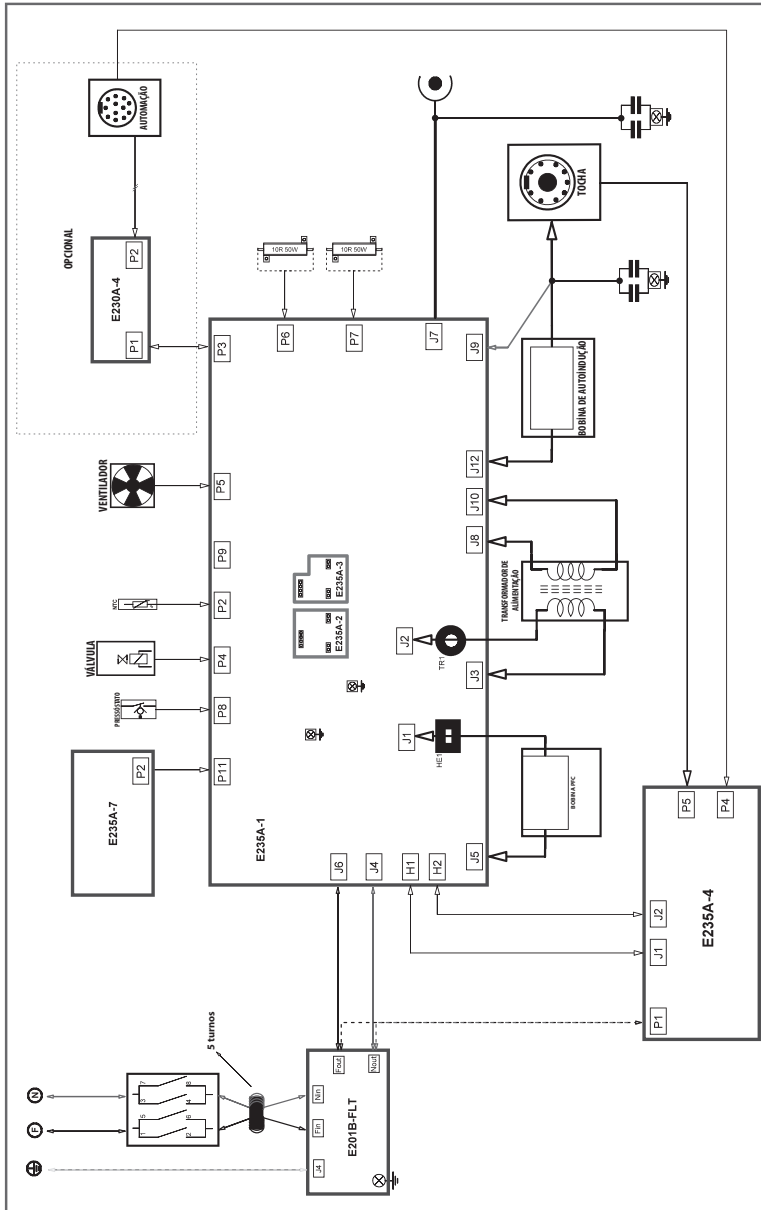 AUTOMAÇÃO
OPCIONAL
E230A-4
P1
P2
10R 50W
10R 50W
TOCHA
P3
P6
P7
J7
J9
BOBÍNA DE AUTOÍNDUÇÃO
VENTILADOR
P5
P9
J12
J10
J8
NTC
P2
E235A-3
E235A-2
TRANSFORMADOR DE
ALIMENTAÇÃO
VÁLVULA
P4
J2
TR1
J3
PRESSÓSTATO
P8
J1
HE1
P11
E235A-7
P2
E235A-1
BOBINA PFC
J5
J6
J4
H1
H2
P5
P4
J2
J1
P1
E235A-4
5 turnos
N
F
7
3
8
4
5
1
6
2
Fout
Nout
Nin
Fin
J4
E201B-FLT